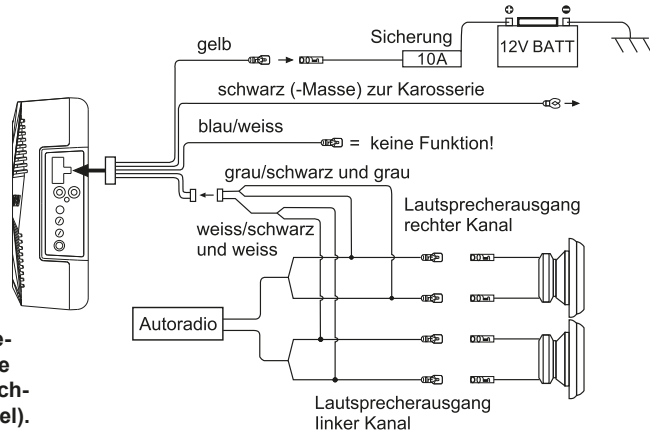 gelb
Sicherung
10A
12V BATT
schwarz (-Masse) zur Karosserie
blau/weiss
= keine Funktion!
grau/schwarz und grau
weiss/schwarz
und weiss
Lautsprecherausgang
rechter Kanal
Autoradio
Lautsprecherausgang
linker Kanal
e-
e
ch-
el).